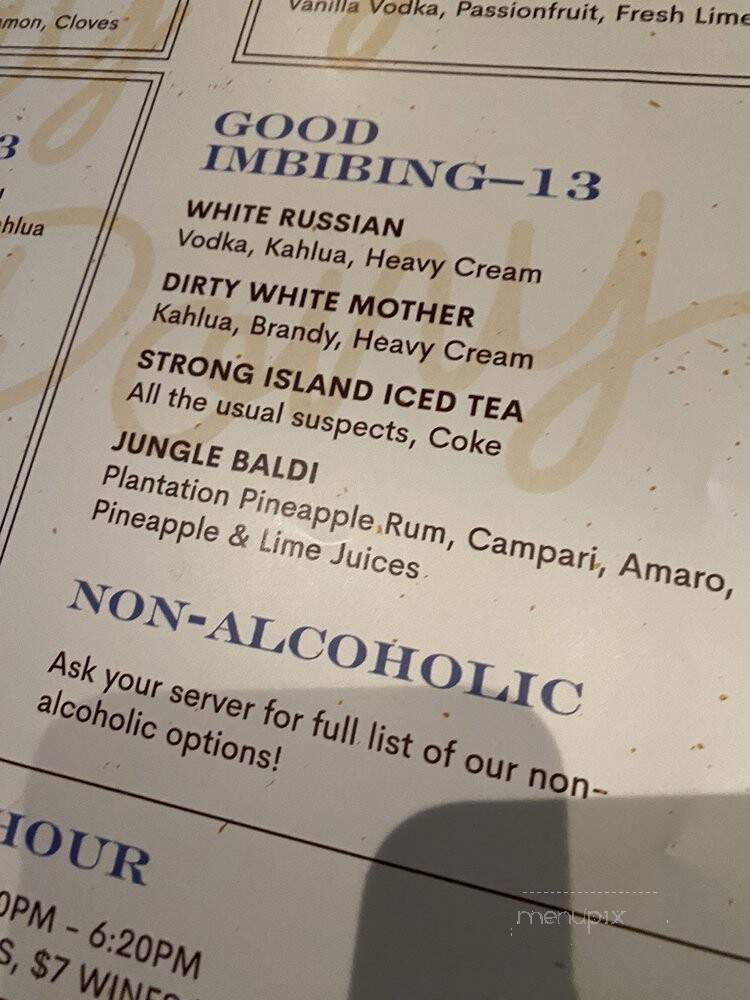 Vanilla Vodka, Passionfruit, Fresh Lime
mon, Cloves
3
hlua
GOOD
IMBIBING—13
WHITE RUSSIAN
Vodka, Kahlua, Heavy Cream
DIRTY WHITE MOTHER
Kahlua, Brandy, Heavy Cream
STRONG ISLAND ICED TEA
All the usual suspects, Coke
JUNGLE BALDI
Plantation Pineapple Rum, Campari, Amaro,
Pineapple & Lime Juices
NON-ALCOHOLIC
Ask your server for full list of our non-
alcoholic options!
HOUR
0PM - 6:20PM
S, $7 WINES
menupix